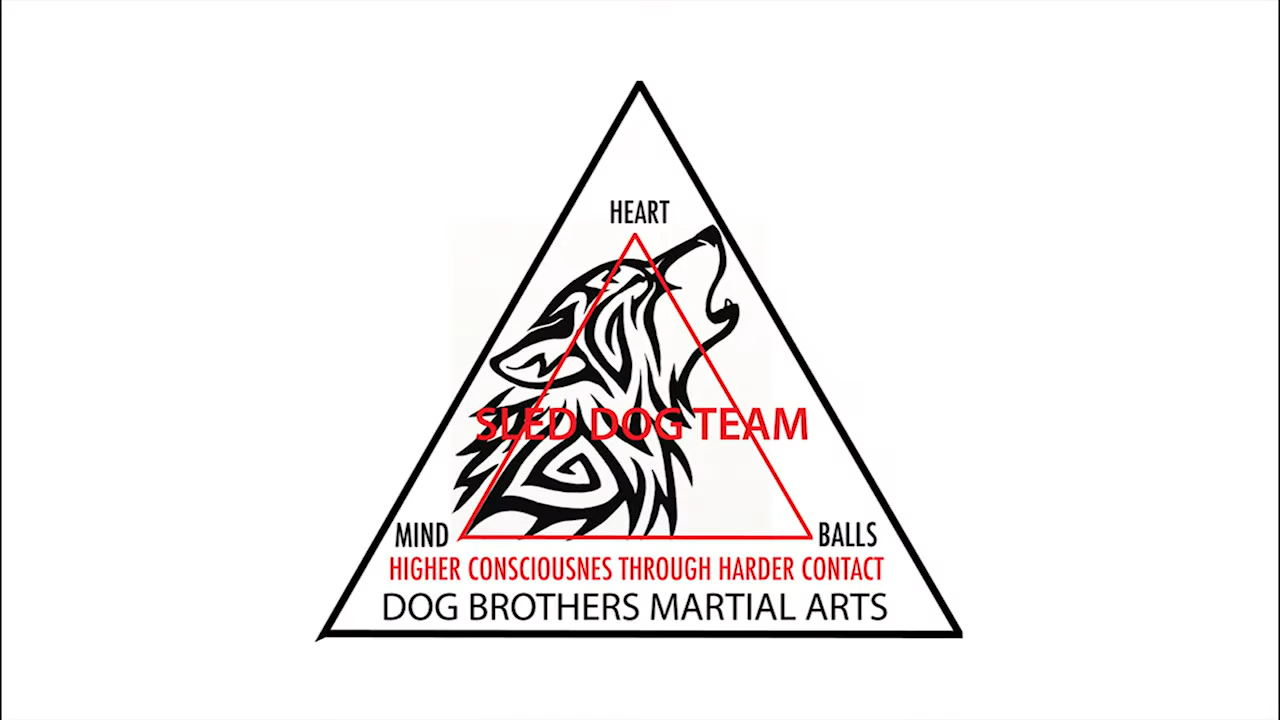 HEART
SLED DOG TEAM
MIND
BALLS
HIGHER CONSCIOUSNES THROUGH HARDER CONTACT
DOG BROTHERS MARTIAL ARTS